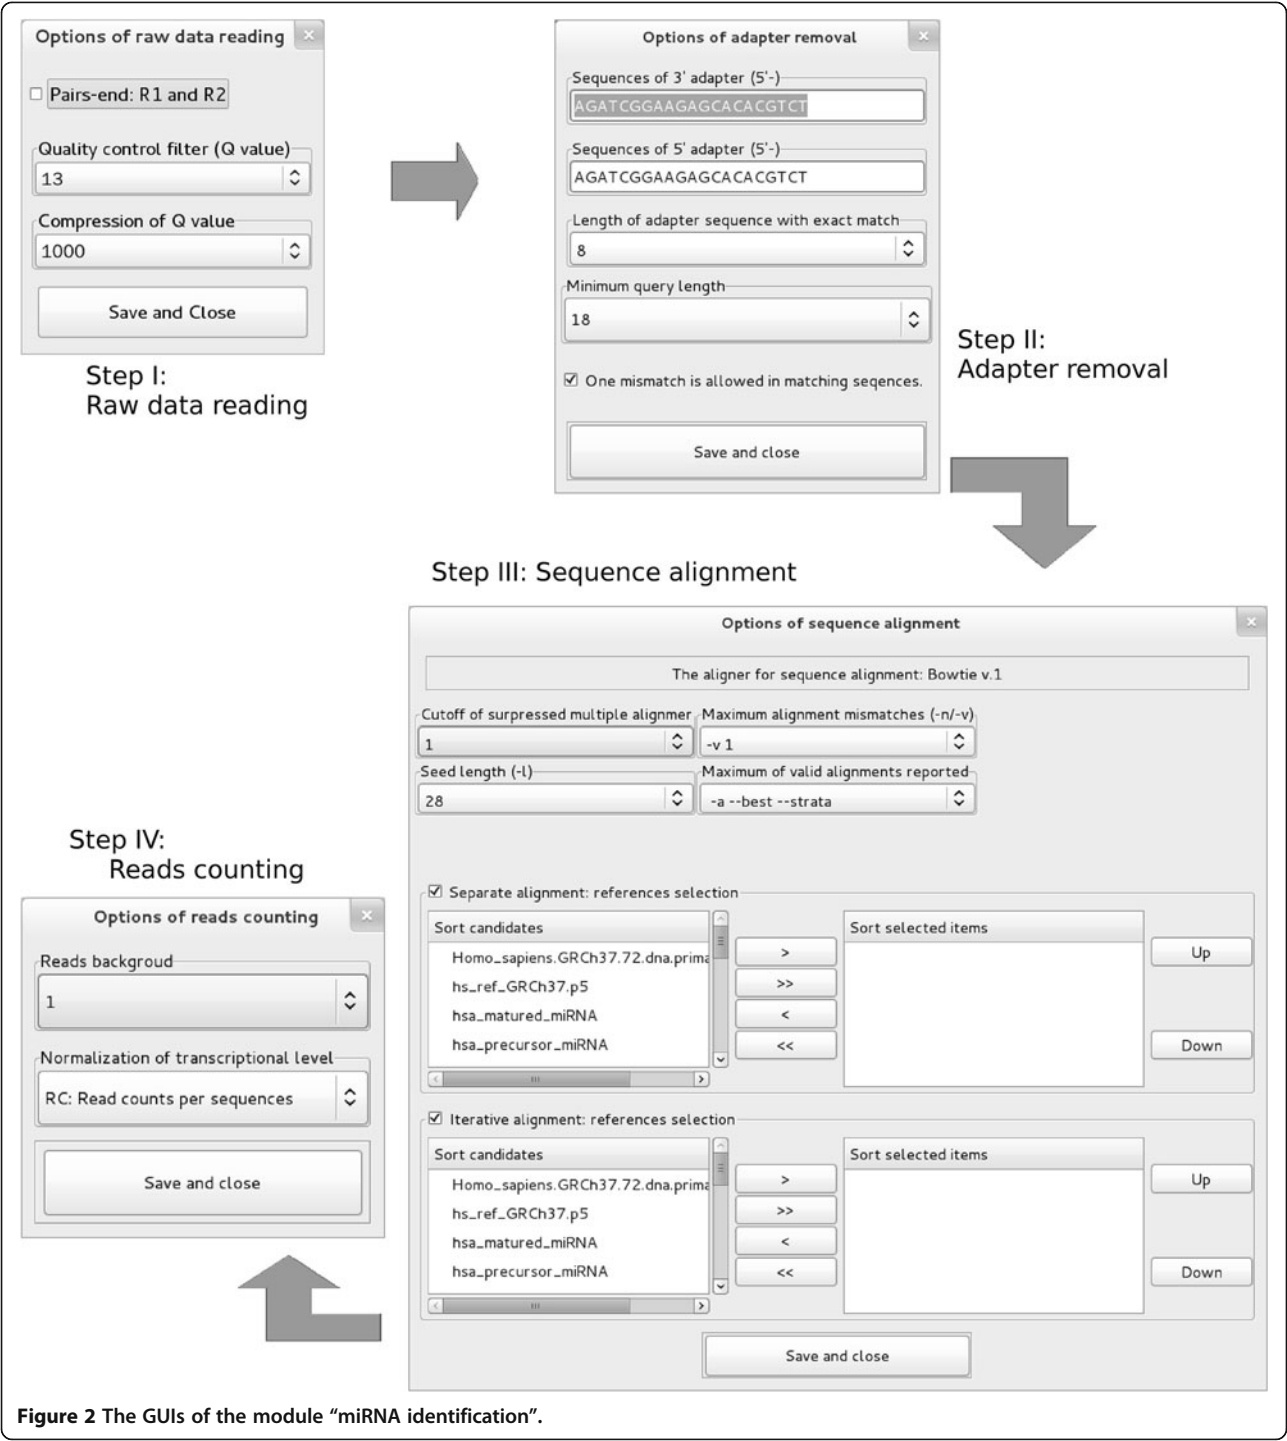 Options of raw data reading
Pairs-end: R1 and R2
Quality control filter (Q value)
13
Compression of Q value
1000
Save and Close
Step I:
Raw data reading
Options of adapter removal
Sequences of 3' adapter (5'-)
AGATCGGAAGAGCACACGTCT
Sequences of 5' adapter (5'-)
AGATCGGAAGAGCACACGTCT
Length of adapter sequence with exact match
8
Minimum query length
18
One mismatch is allowed in matching seqences.
Save and close
Step II:
Adapter removal
Step III: Sequence alignment
Options of sequence alignment
The aligner for sequence alignment: Bowtie v.1
Cutoff of surpressed multiple alignmer
1
Maximum alignment mismatches (-n/-v)
-v 1
Seed length (-l)
28
Maximum of valid alignments reported
-a --best --strata
Separate alignment: references selection
Sort candidates
Homo_sapiens.GRCh37.72.dna.prima
hs_ref_GRCh37.p5
hsa_matured_miRNA
hsa_precursor_miRNA
>
>>
<
<<
Sort selected items
Up
Down
Iterative alignment: references selection
Sort candidates
Homo_sapiens.GRCh37.72.dna.prima
hs_ref_GRCh37.p5
hsa_matured_miRNA
hsa_precursor_miRNA
>
>>
<
<<
Sort selected items
Up
Down
Save and close
Step IV:
Reads counting
Options of reads counting
Reads backgroud
1
Normalization of transcriptional level
RC: Read counts per sequences
Save and close
Figure 2 The GUIs of the module “miRNA identification”.